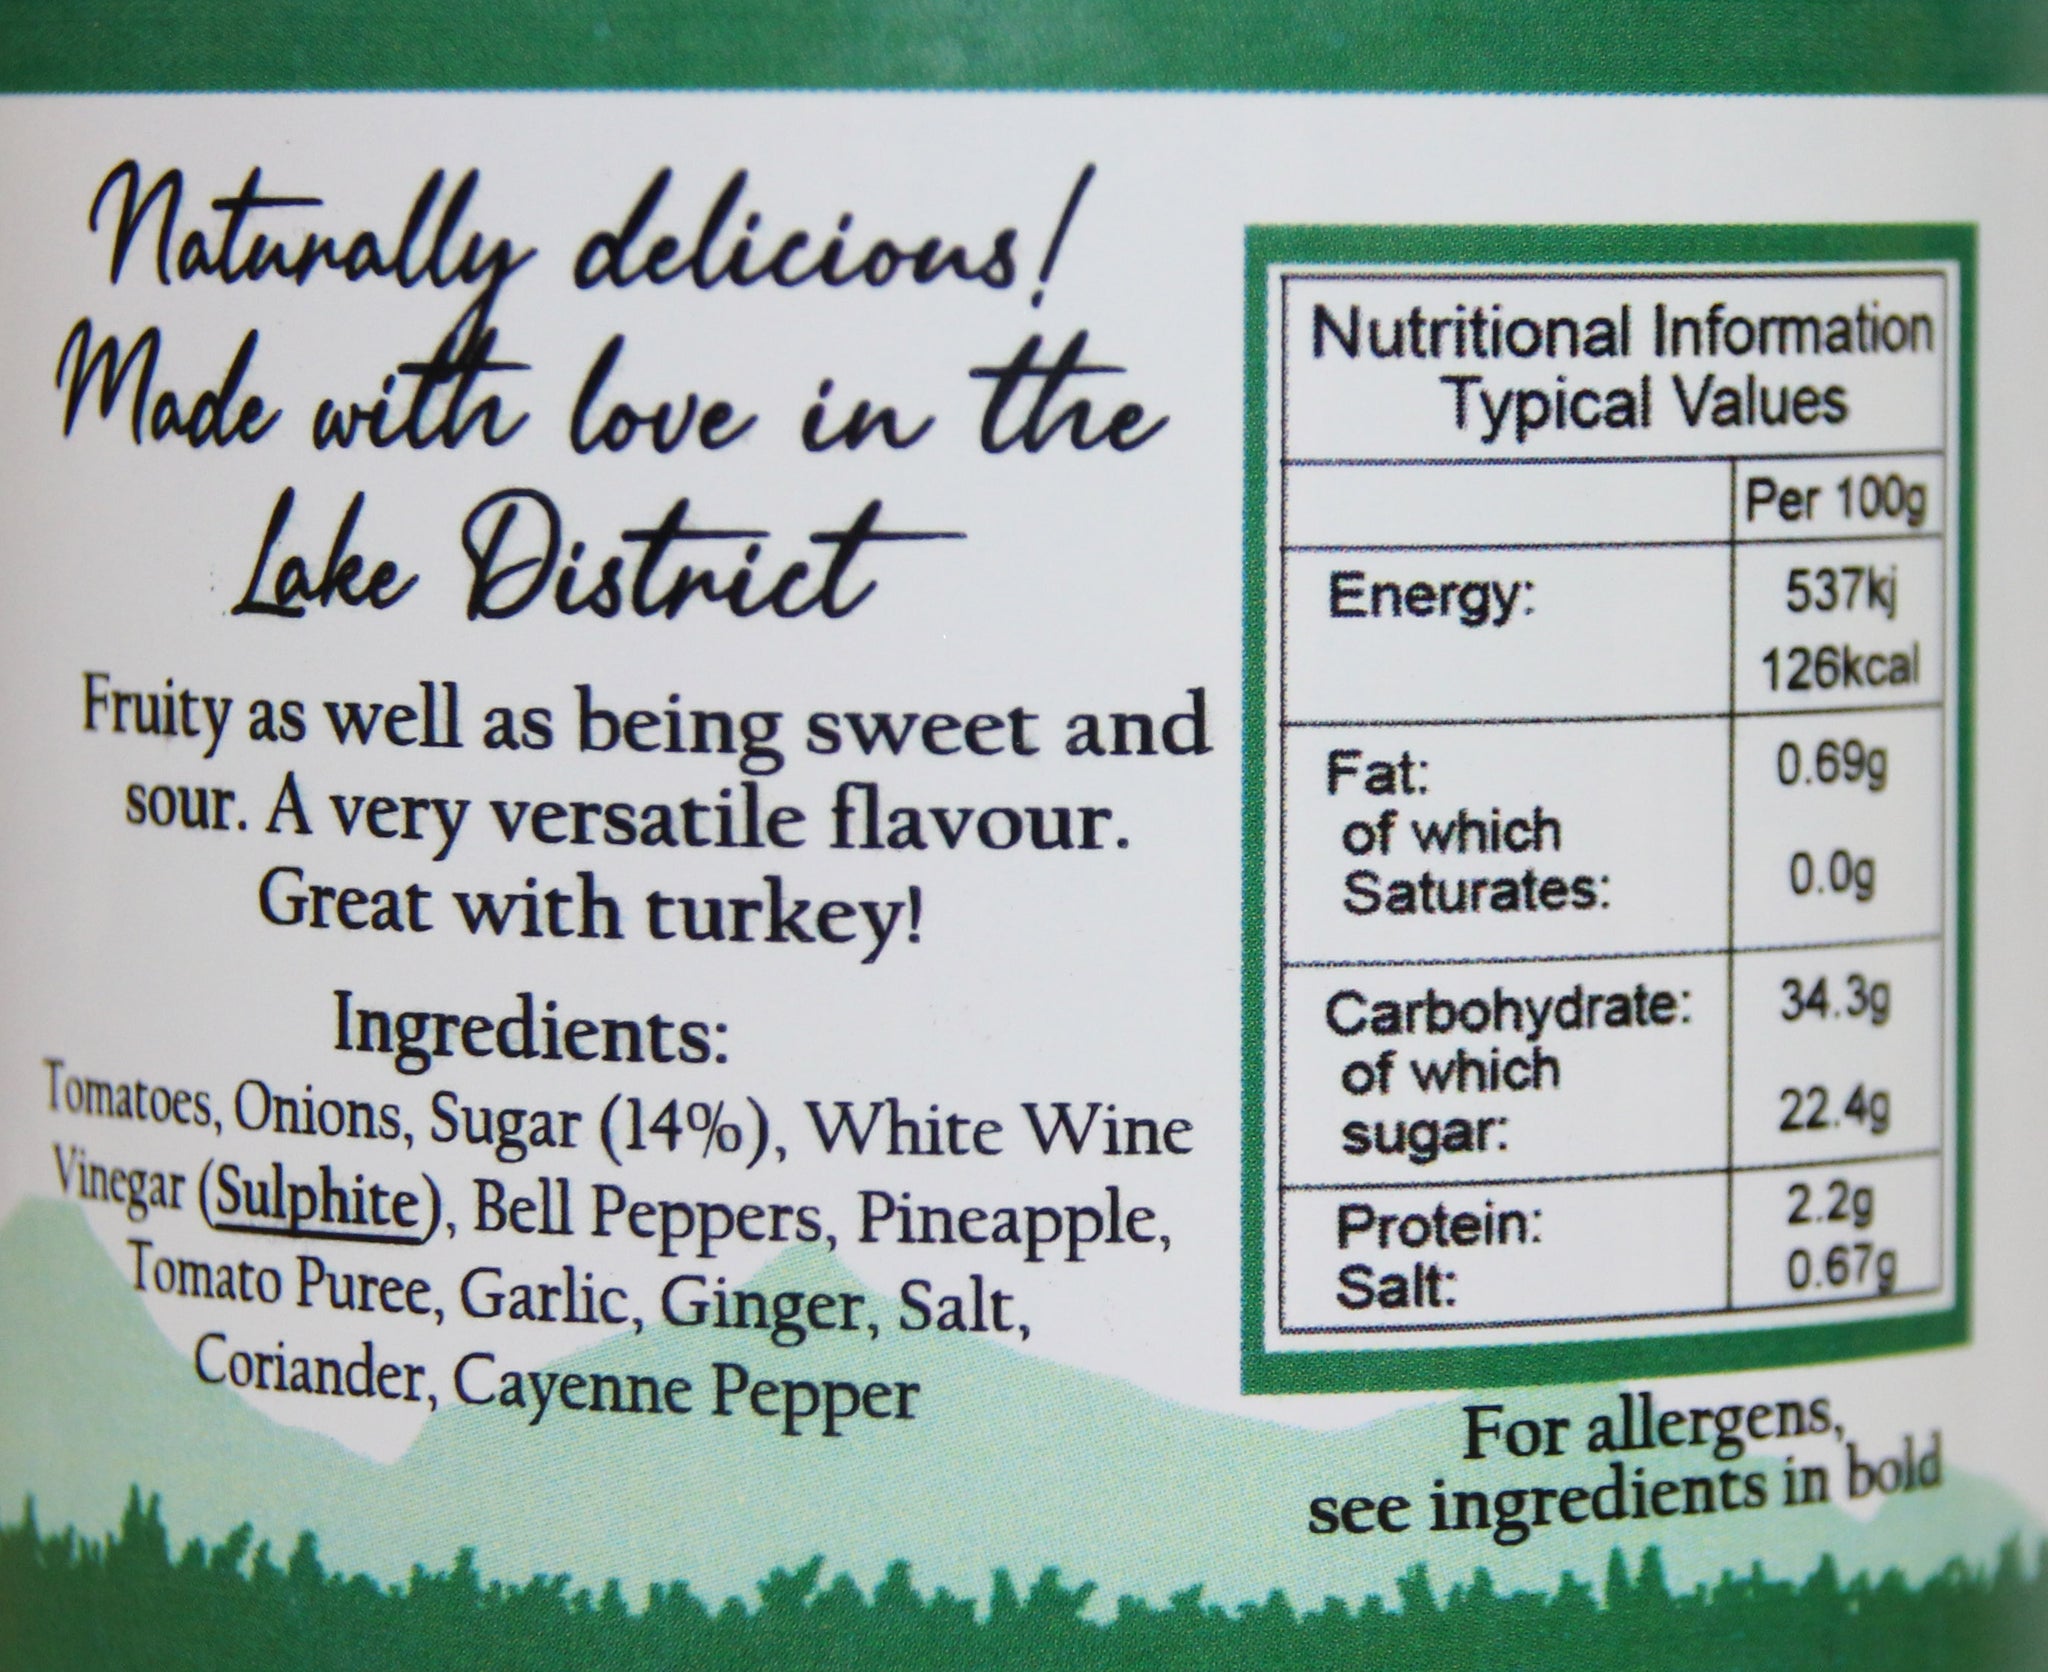 Naturally delicious!
Made with love in the
Lake District
Fruity as well as being sweet and
sour. A very versatile flavour.
Great with turkey!
Ingredients:
Tomatoes, Onions, Sugar (14%), White Wine
Vinegar (Sulphite), Bell Peppers, Pineapple,
Tomato Puree, Garlic, Ginger, Salt,
Coriander, Cayenne Pepper
Nutritional Information
Typical Values
Per 100g
Energy: 537kj
126kcal
Fat: 0.69g
of which
Saturates: 0.0g
Carbohydrate: 34.3g
of which
sugar: 22.4g
Protein: 2.2g
Salt: 0.67g
For allergens,
see ingredients in bold